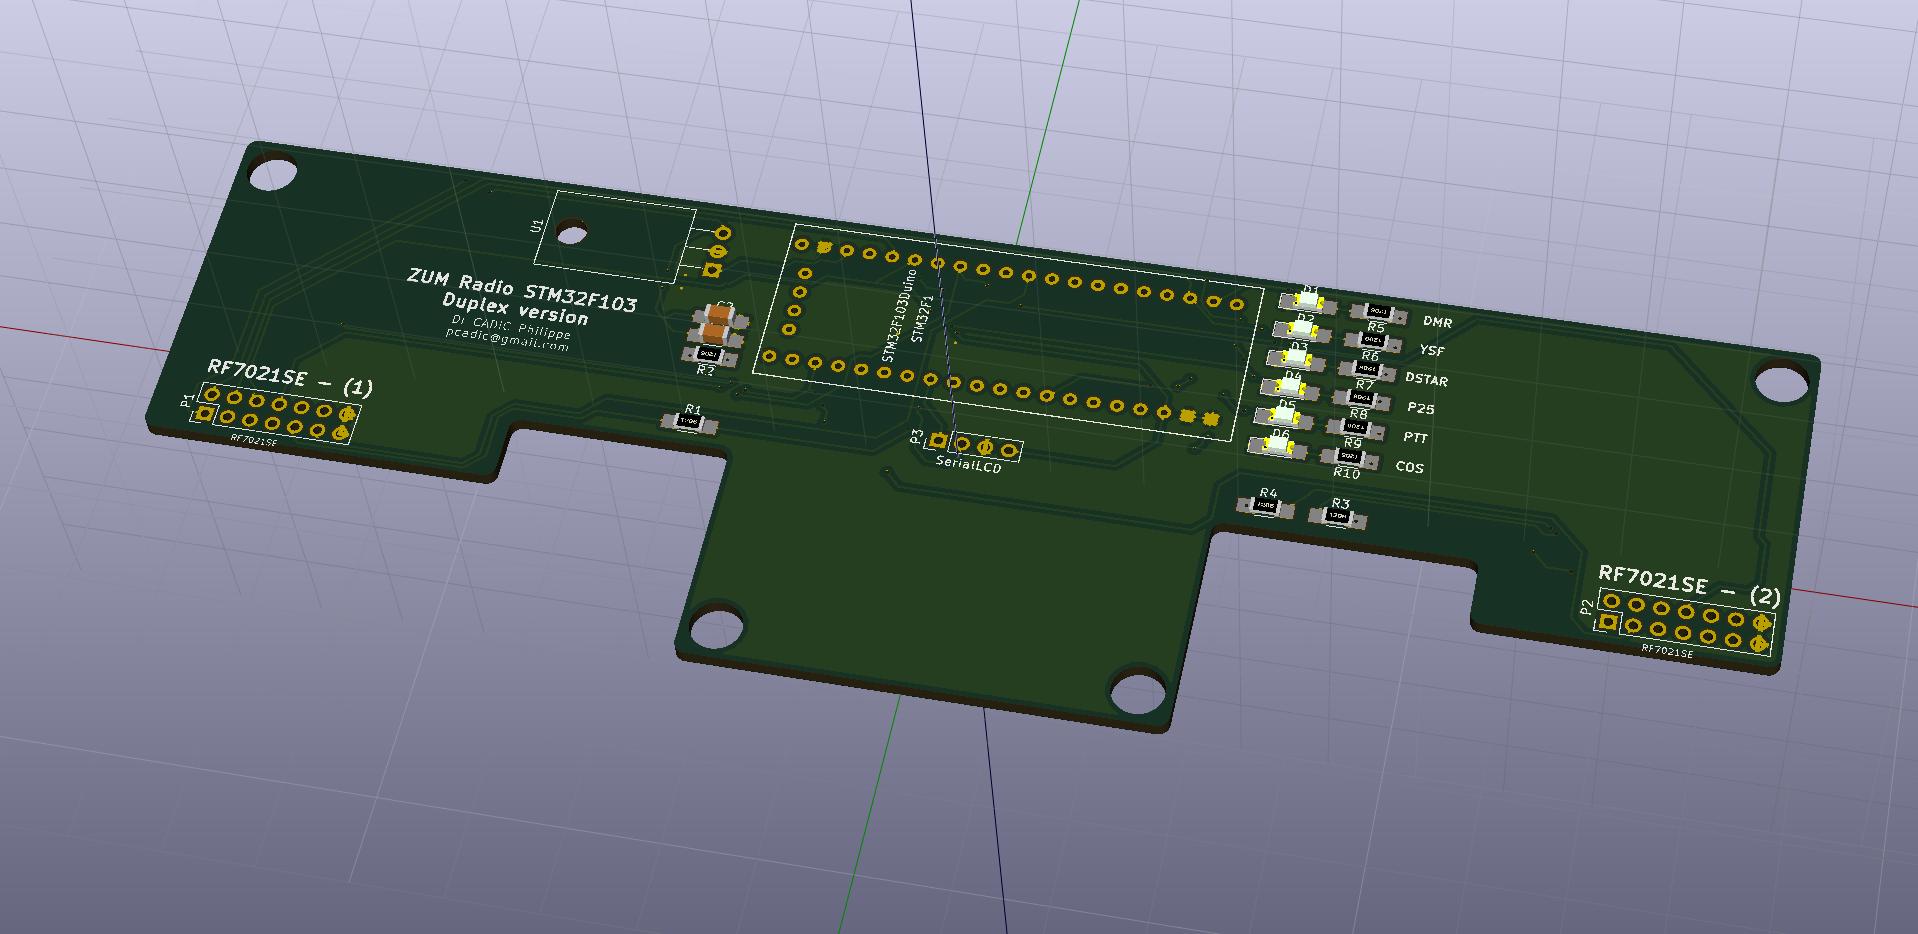 U1
ZUM Radio STM32F103
Duplex version
DI CADIC Philippe
pcadic@gmail.com
RF7021SE - (1)
P1
RF7021SE
R2
R1
STM32F103Duino
STM32F1
P3
SerialLCD
D2
D3
D4
D5
D6
R5
R6
R7
R8
R9
R10
DMR
YSF
DSTAR
P25
PTT
COS
R4
R3
RF7021SE - (2)
P2
RF7021SE